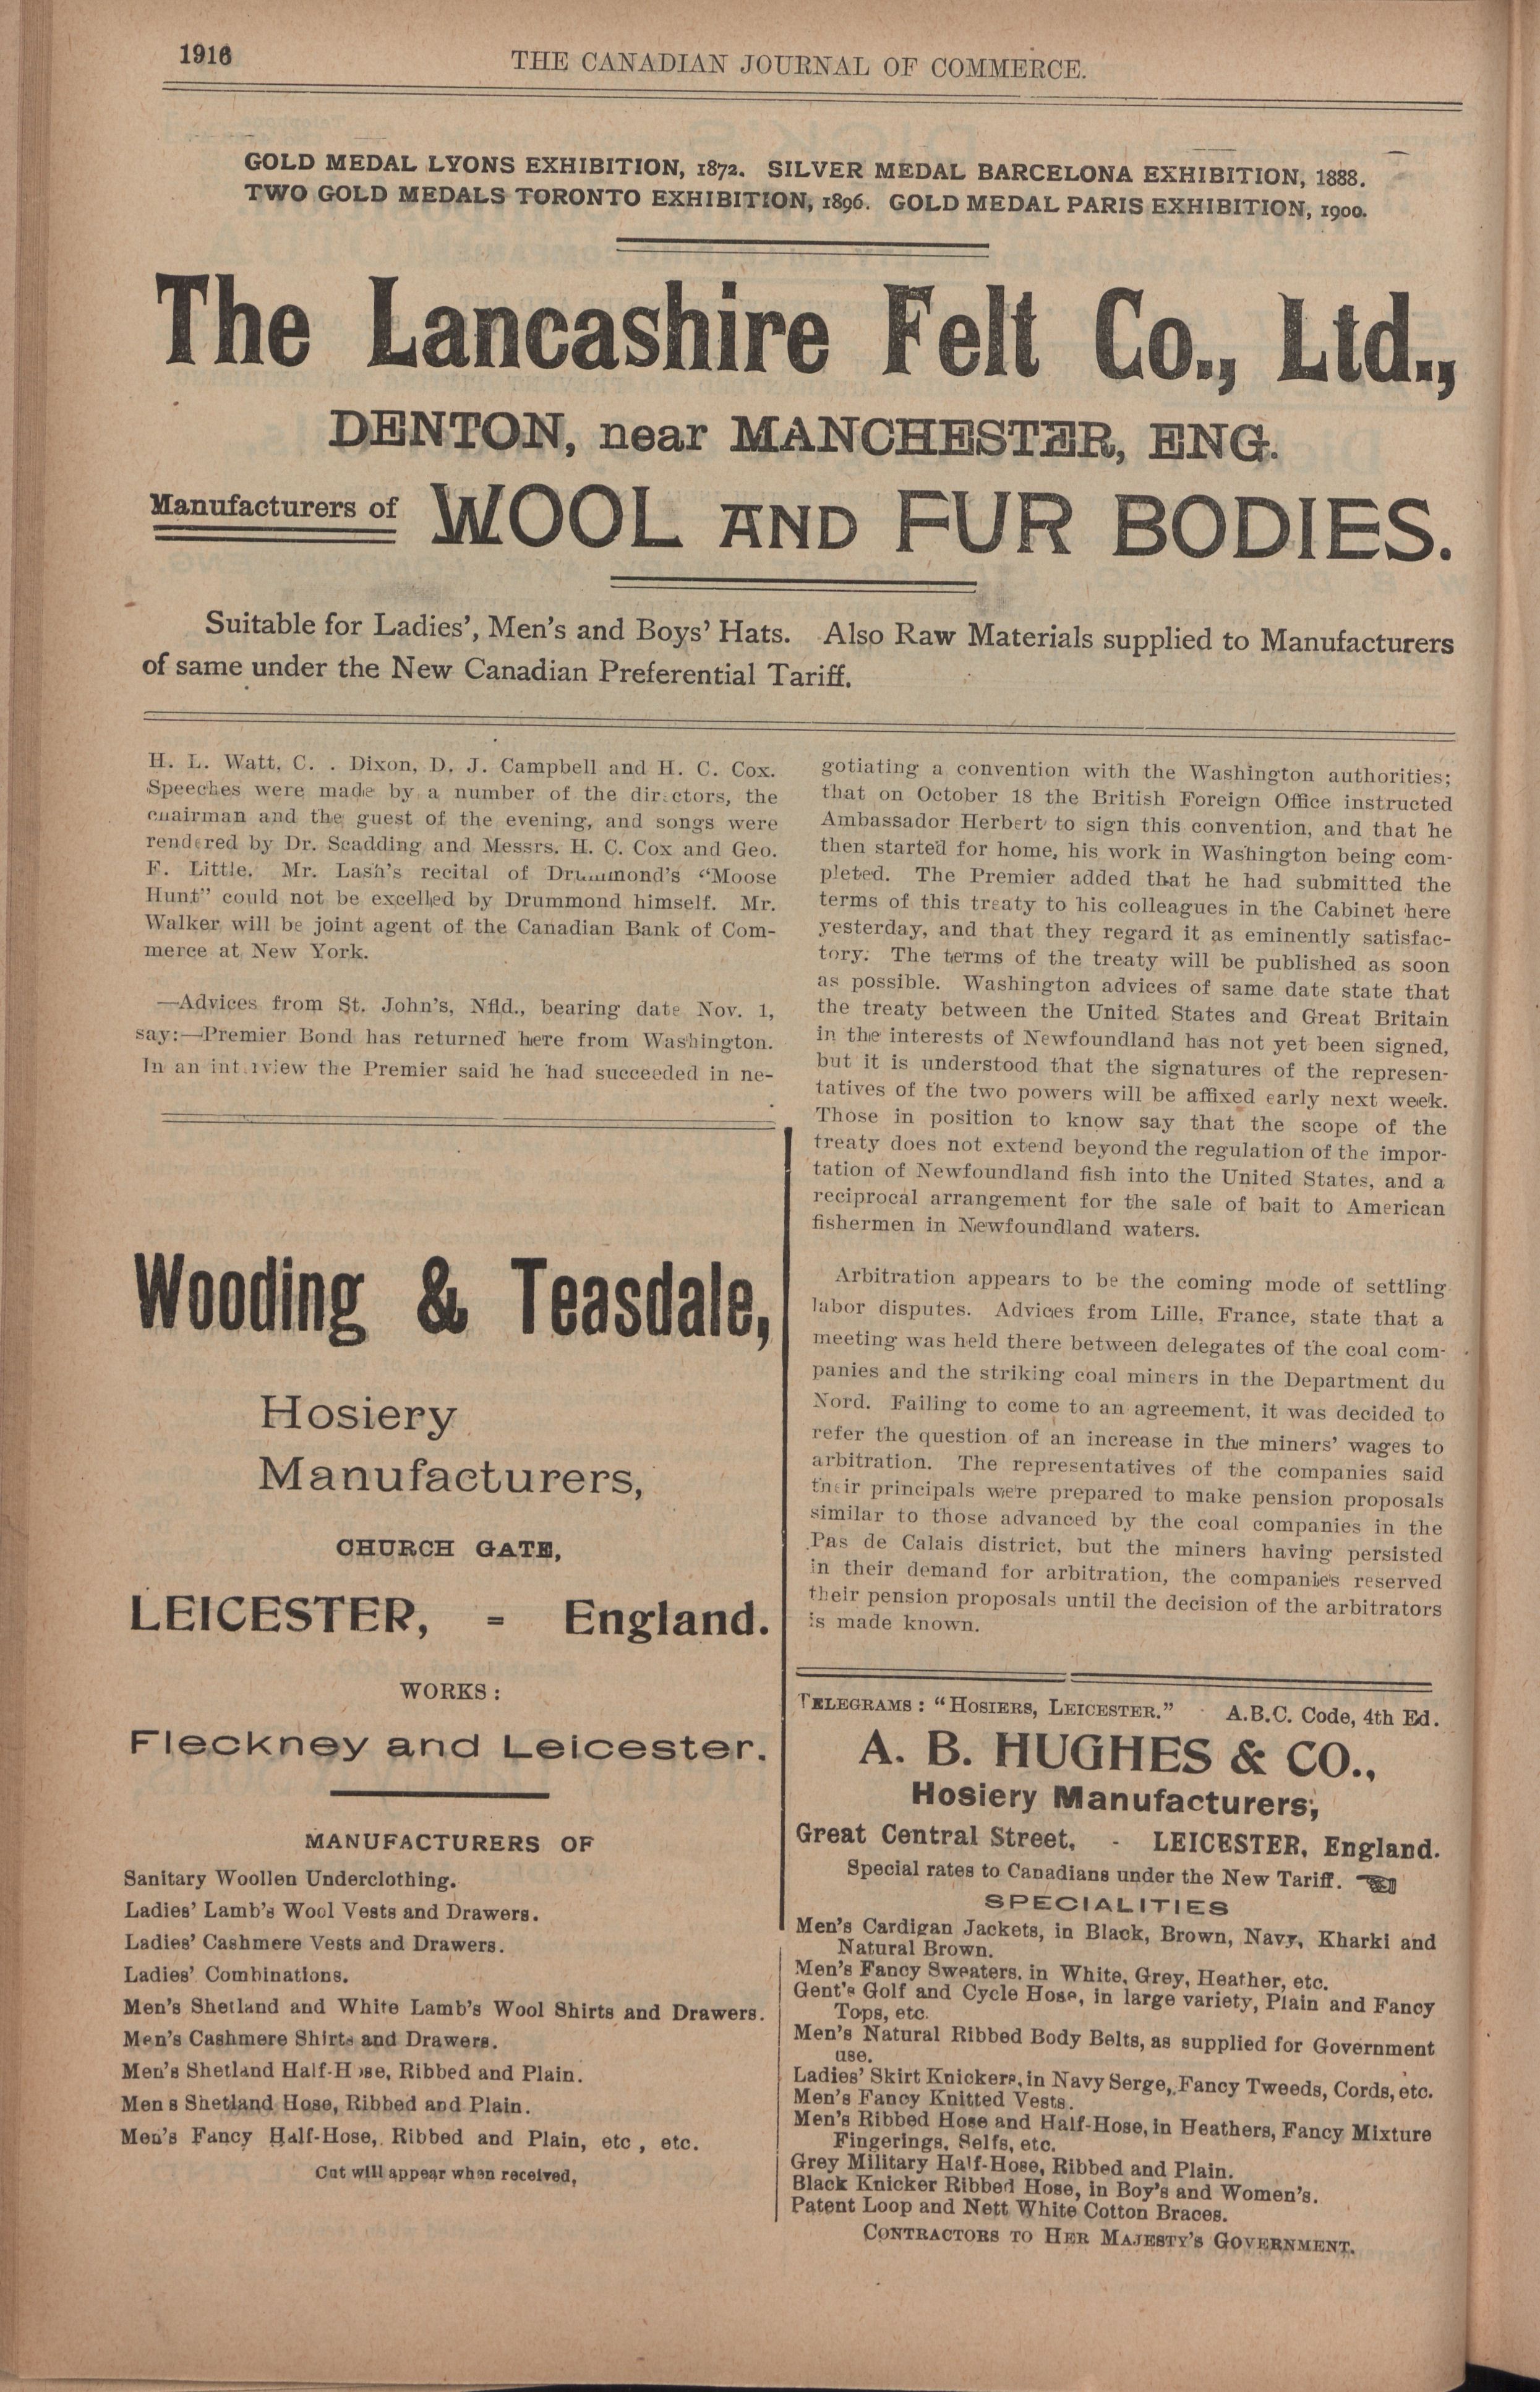 1916
THE CANADIAN JOURNAL OF COMMERCE.
GOLD MEDAL LYONS EXHIBITION, 1872. SILVER MEDAL BARCELONA EXHIBITION, 1888.
TWO GOLD MEDALS TORONTO EXHIBITION, 1896. GOLD MEDAL PARIS EXHIBITION, 1900.
The Lancashire Felt Co., Ltd.,
DENTON, near MANCHESTER, ENG.
Manufacturers of WOOL AND FUR BODIES.
Suitable for Ladies', Men's and Boys' Hats. Also Raw Materials supplied to Manufacturers
of same under the New Canadian Preferential Tariff.
H. L. Watt, C. . Dixon, D. J. Campbell and H. C. Cox.
Speeches were made by a number of the directors, the
chairman and the guest of the evening, and songs were
rendered by Dr. Scadding and Messrs. H. C. Cox and Geo.
F. Little. Mr. Lash's recital of Drummond's "Moose
Hunt" could not be excelled by Drummond himself. Mr.
Walker will be joint agent of the Canadian Bank of Com-
merce at New York.
—Advices from St. John's, Nfld., bearing date Nov. 1,
say:—Premier Bond has returned here from Washington.
In an interview the Premier said he had succeeded in ne-
gotiating a convention with the Washington authorities;
that on October 18 the British Foreign Office instructed
Ambassador Herbert to sign this convention, and that he
then started for home, his work in Washington being com-
pleted. The Premier added that he had submitted the
terms of this treaty to his colleagues in the Cabinet here
yesterday, and that they regard it as eminently satisfac-
tory. The terms of the treaty will be published as soon
as possible. Washington advices of same date state that
the treaty between the United States and Great Britain
in the interests of Newfoundland has not yet been signed,
but it is understood that the signatures of the represen-
tatives of the two powers will be affixed early next week.
Those in position to know say that the scope of the
treaty does not extend beyond the regulation of the impor-
tation of Newfoundland fish into the United States, and a
reciprocal arrangement for the sale of bait to American
fishermen in Newfoundland waters.
Arbitration appears to be the coming mode of settling
labor disputes. Advices from Lille, France, state that a
meeting was held there between delegates of the coal com-
panies and the striking coal miners in the Department du
Nord. Failing to come to an agreement, it was decided to
refer the question of an increase in the miners' wages to
arbitration. The representatives of the companies said
their principals were prepared to make pension proposals
similar to those advanced by the coal companies in the
Pas de Calais district, but the miners having persisted
in their demand for arbitration, the companies reserved
their pension proposals until the decision of the arbitrators
is made known.
Wooding & Teasdale,
Hosiery
Manufacturers,
CHURCH GATE,
LEICESTER, = England.
WORKS:
Fleckney and Leicester.
MANUFACTURERS OF
Sanitary Woollen Underclothing.
Ladies' Lamb's Wool Vests and Drawers.
Ladies' Cashmere Vests and Drawers.
Ladies' Combinations.
Men's Shetland and White Lamb's Wool Shirts and Drawers.
Men's Cashmere Shirts and Drawers.
Men's Shetland Half-Hose, Ribbed and Plain.
Men s Shetland Hose, Ribbed and Plain.
Men's Fancy Half-Hose, Ribbed and Plain, etc, etc.
Cut will appear when received,
TELEGRAMS: "HOSIERS, LEICESTER." A.B.C. Code, 4th Ed.
A. B. HUGHES & CO.,
Hosiery Manufacturers,
Great Central Street, - LEICESTER, England.
Special rates to Canadians under the New Tariff.
SPECIALITIES
Men's Cardigan Jackets, in Black, Brown, Navy, Kharki and
Natural Brown.
Men's Fancy Sweaters, in White, Grey, Heather, etc.
Gent's Golf and Cycle Hose, in large variety, Plain and Fancy
Tops, etc.
Men's Natural Ribbed Body Belts, as supplied for Government
use.
Ladies' Skirt Knickers, in Navy Serge, Fancy Tweeds, Cords, etc.
Men's Fancy Knitted Vests.
Men's Ribbed Hose and Half-Hose, in Heathers, Fancy Mixture
Fingerings, Selfs, etc.
Grey Military Half-Hose, Ribbed and Plain.
Black Knicker Ribbed Hose, in Boy's and Women's.
Patent Loop and Nett White Cotton Braces.
CONTRACTORS TO HER MAJESTY'S GOVERNMENT.